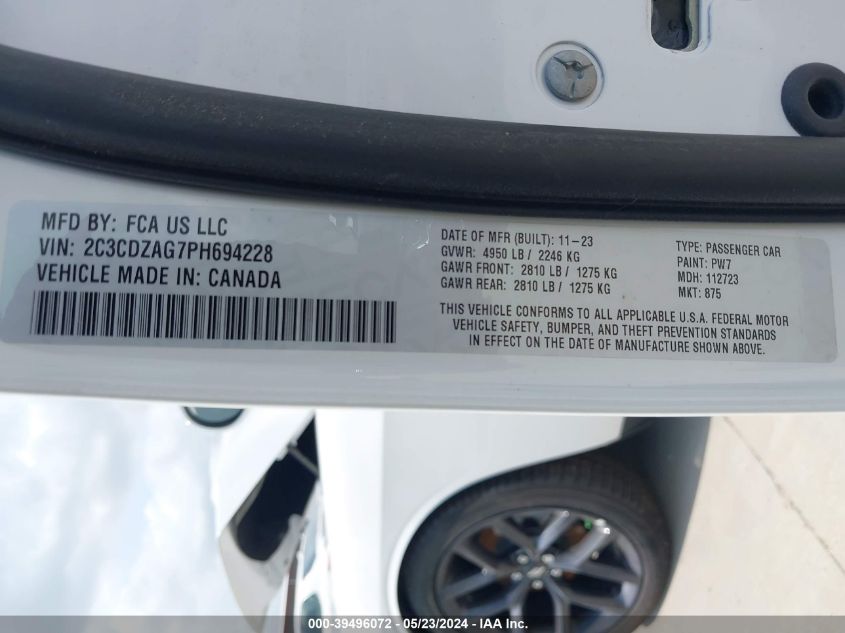 MFD BY: FCA US LLC
VIN: 2C3CDZAG7PH694228
VEHICLE MADE IN: CANADA
DATE OF MFR (BUILT): 11-23
GVWR: 4950 LB / 2246 KG
GAWR FRONT: 2810 LB / 1275 KG
GAWR REAR: 2810 LB / 1275 KG
TYPE: PASSENGER CAR
PAINT: PW7
MDH: 112723
MKT: 875
THIS VEHICLE CONFORMS TO ALL APPLICABLE U.S.A. FEDERAL MOTOR
VEHICLE SAFETY, BUMPER, AND THEFT PREVENTION STANDARDS
IN EFFECT ON THE DATE OF MANUFACTURE SHOWN ABOVE.
000-39496072 - 05/23/2024 - IAA Inc.